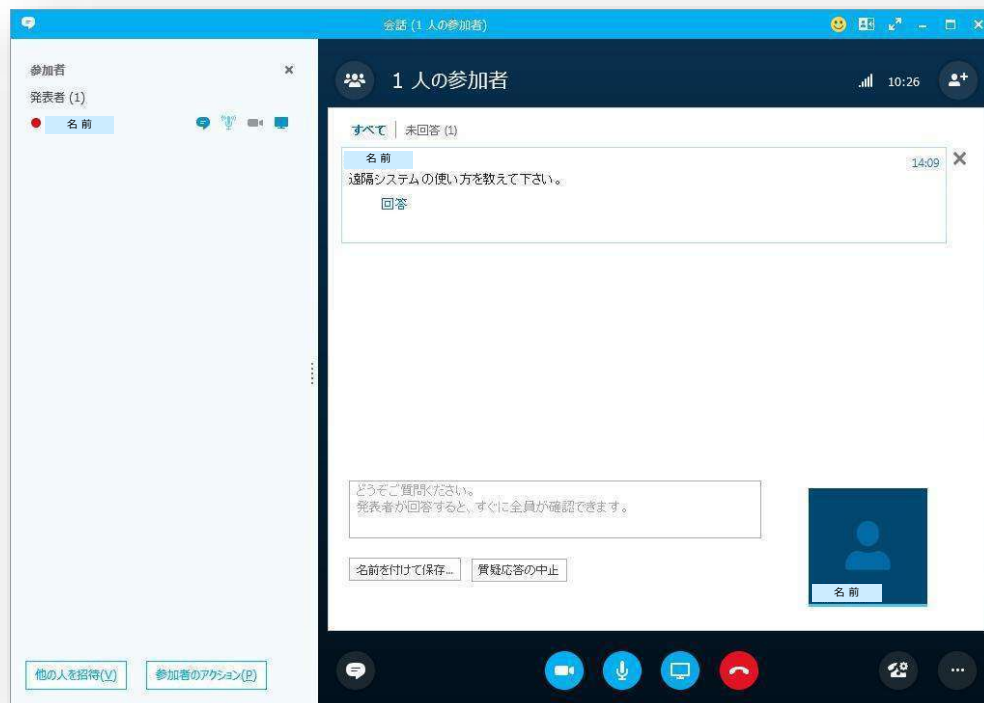 会話 (1 人の参加者)
参加者
発表者 (1)
名前
1 人の参加者
10:26
すべて
未回答 (1)
名前
14:09
遠隔システムの使い方を教えて下さい。
回答
どうぞご質問ください。
発表者が回答すると、すぐに全員が確認できます。
名前を付けて保存...
質疑応答の中止
名前
他の人を招待(V)
参加者のアクション(P)